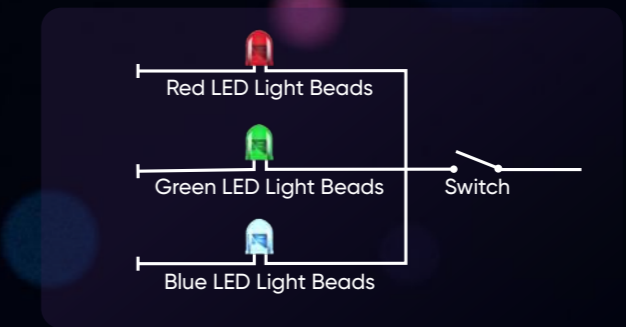 Red LED Light Beads
Green LED Light Beads
Switch
Blue LED Light Beads